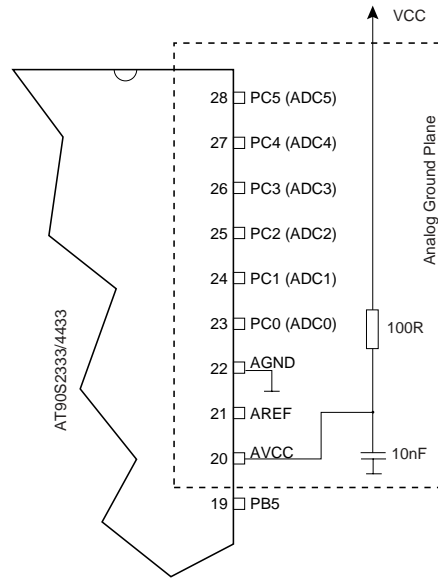 VCC
28 PC5 (ADC5)
27 PC4 (ADC4)
26 PC3 (ADC3)
25 PC2 (ADC2)
24 PC1 (ADC1)
23 PC0 (ADC0)
22 AGND
21 AREF
20 AVCC
19 PB5
AT90S2333/4433
Analog Ground Plane
100R
10nF